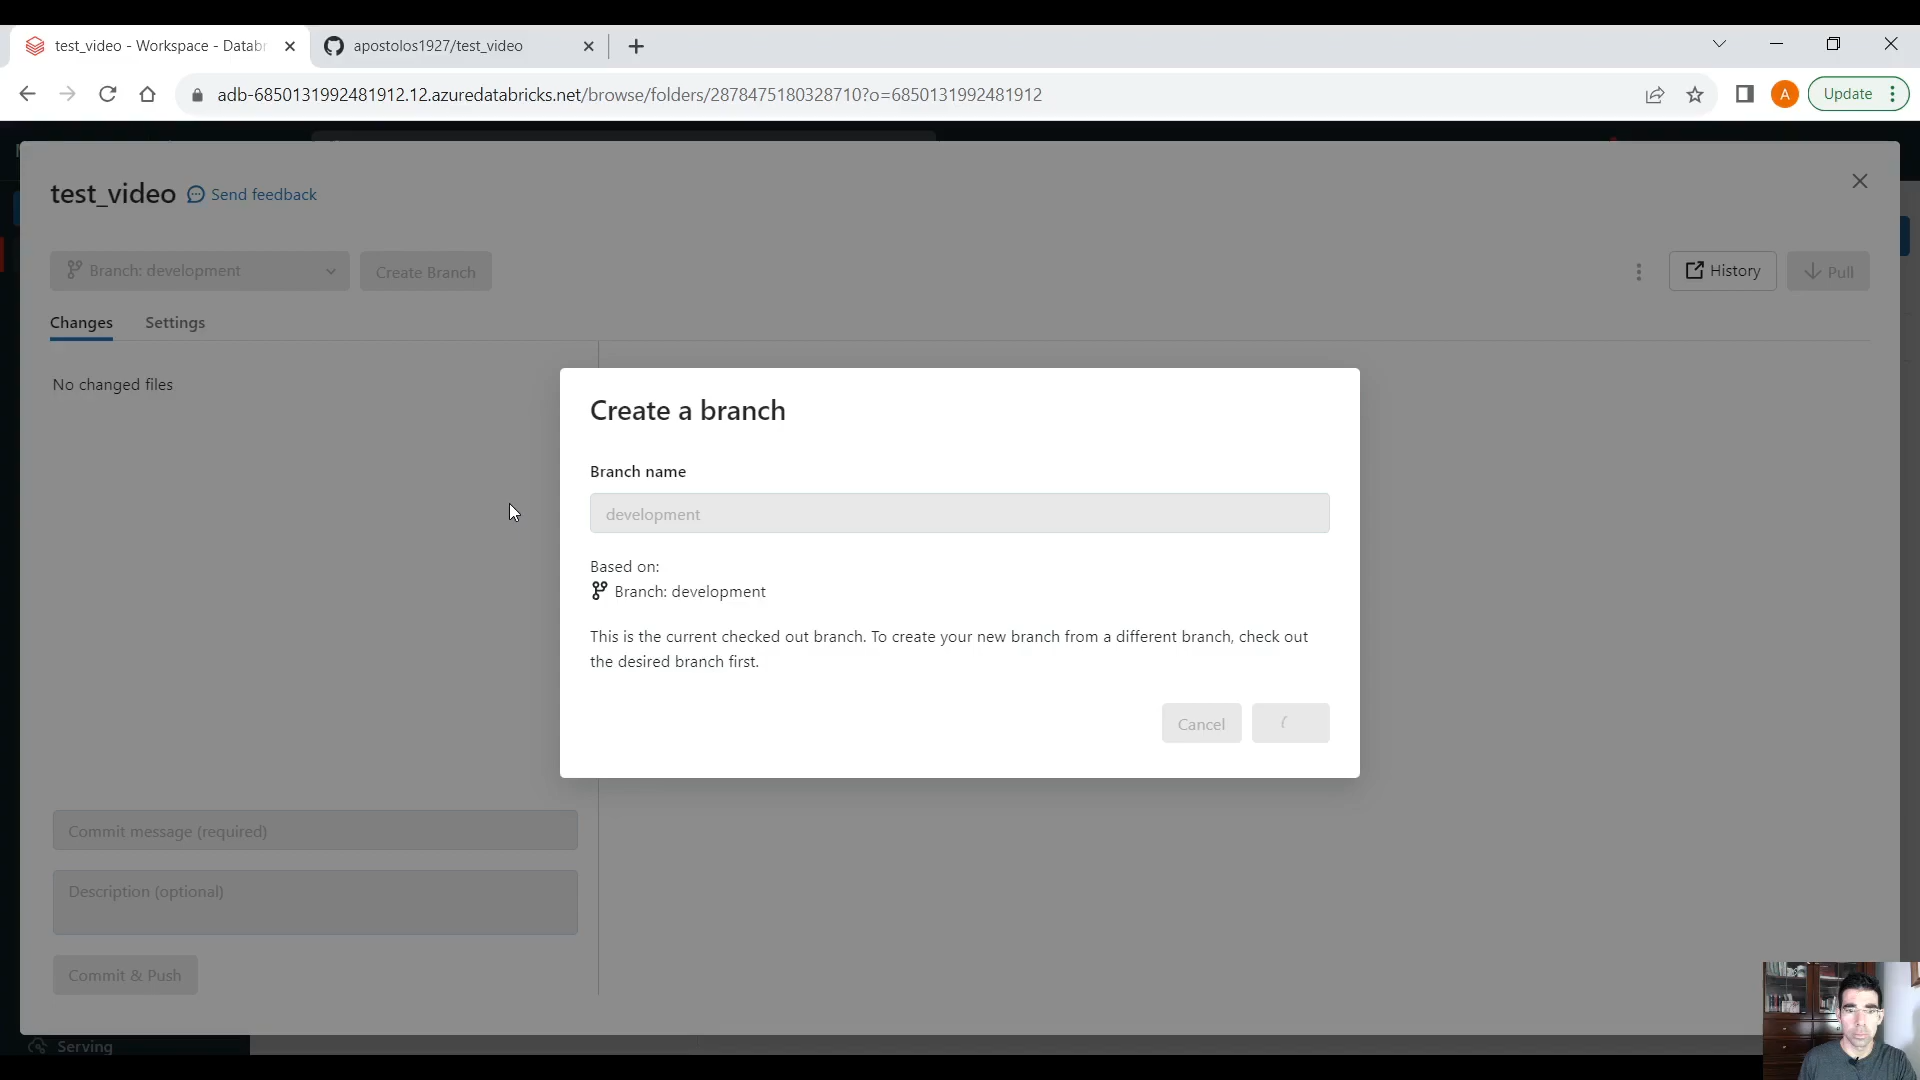 test_video - Workspace - Datab
apostolos1927/test_video
adb-6850131992481912.12.azuredatabricks.net/browse/folders/2878475180328710?o=6850131992481912
A
Update
test_video
Send feedback
Branch: development
Create Branch
History
Pull
Changes
Settings
No changed files
Create a branch
Branch name
development
Based on:
Branch: development
This is the current checked out branch. To create your new branch from a different branch, check out
the desired branch first.
Cancel
Commit message (required)
Description (optional)
Commit & Push
Serving